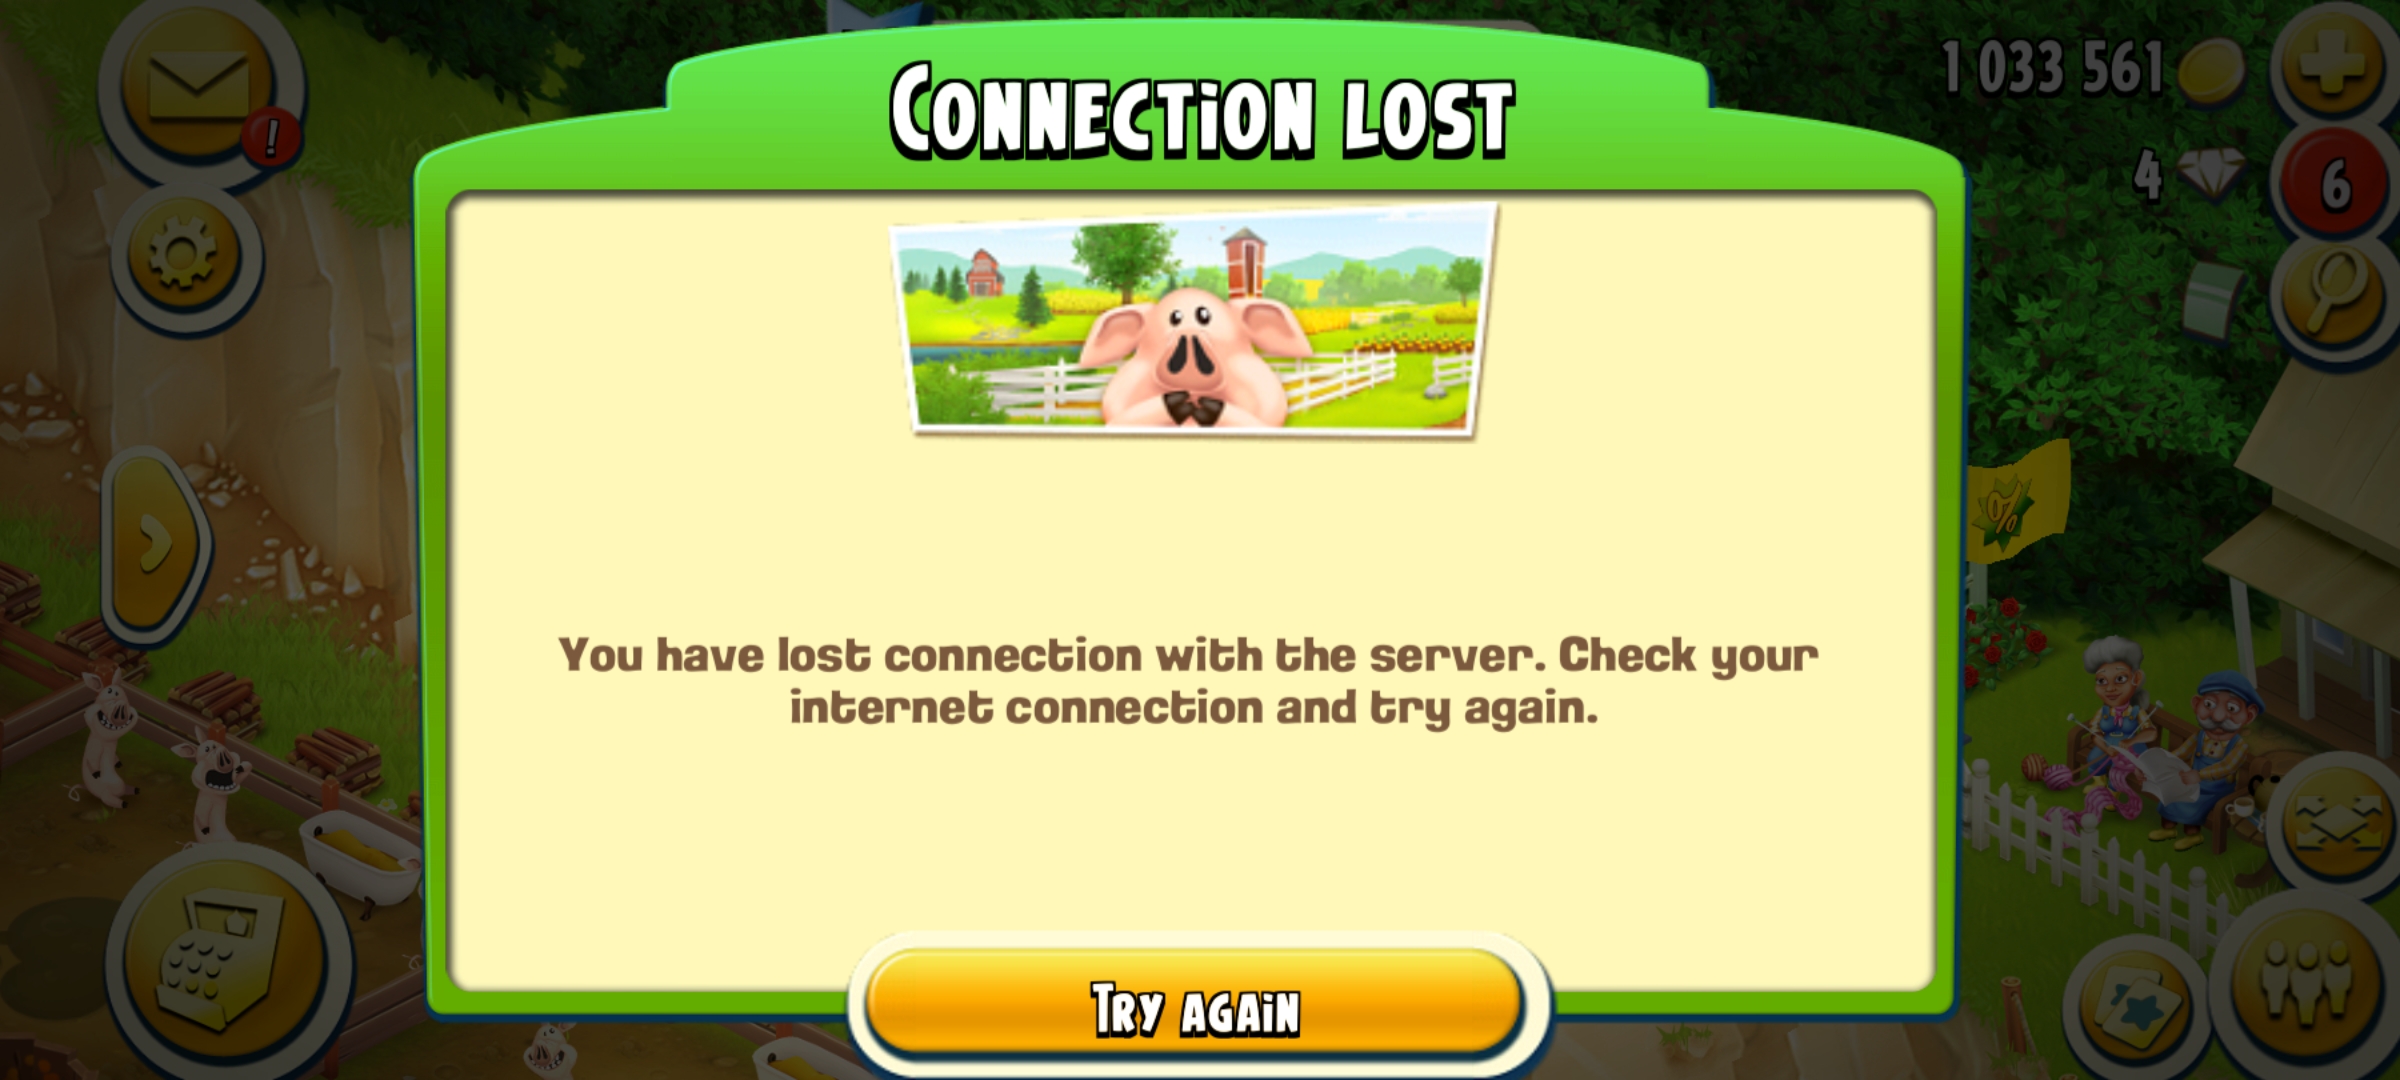 CONNECTION LOST
!
1 033 561
4
6
%
You have lost connection with the server. Check your
internet connection and try again.
TRY AGAIN